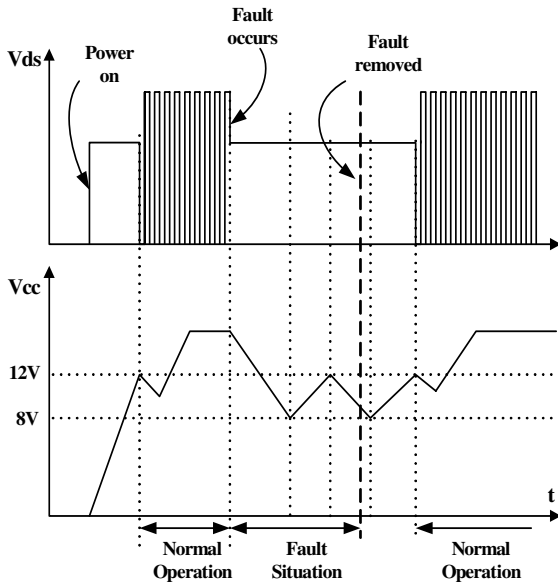 Fault
occurs
Power
on
Fault
removed
Vds
Vcc
12V
8V
t
Normal
Operation
Fault
Situation
Normal
Operation